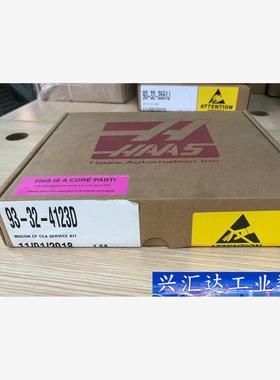 93-32-3551J
ATTENTION
HAAS
Haas Automation Inc
THIS IS A CORE PART!
93-32-4123D
MOCON CF CCA SERVICE KIT
11/01/2018
1.54
ATTENTION
兴汇达工业